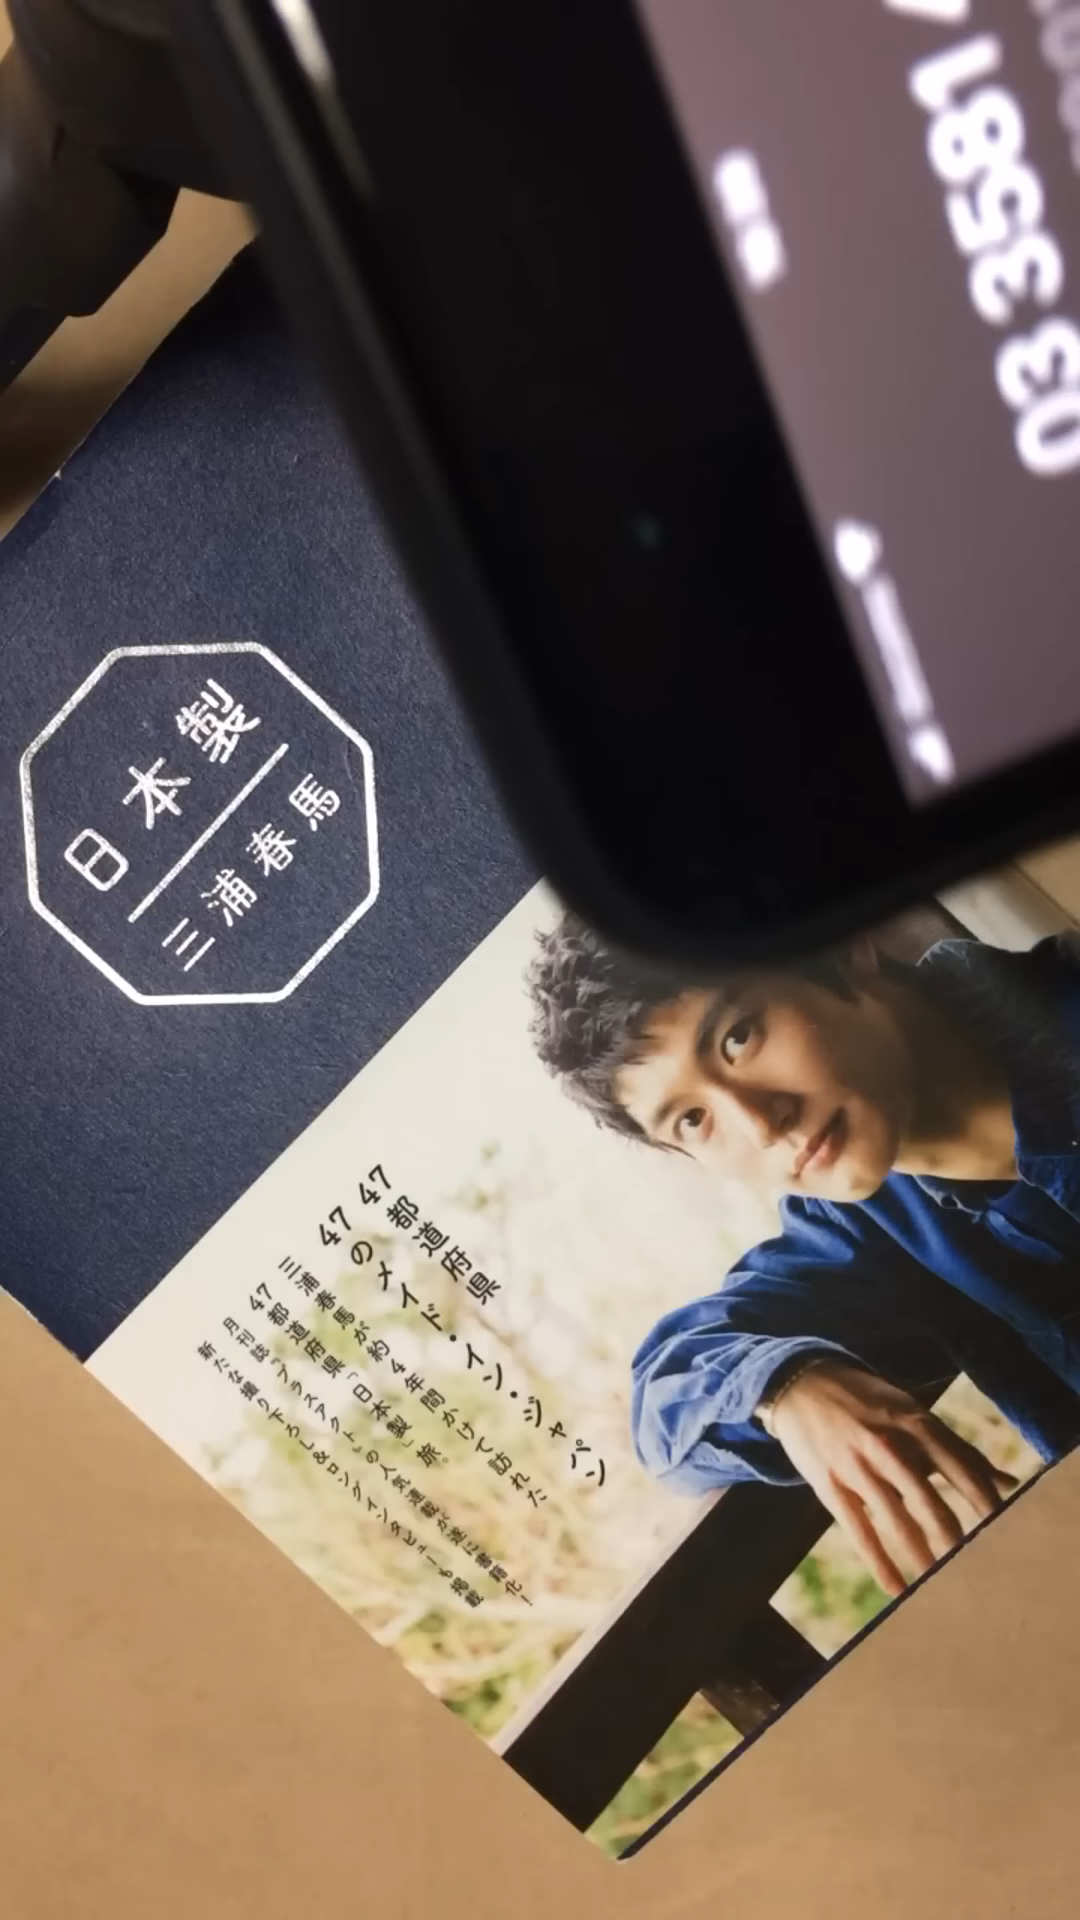 日本製
三浦春馬
47都道府県
47のメイド・イン・ジャパン
三浦春馬が約4年間かけて訪れた
47都道府県「日本製」旅。
月刊誌『プラスアクト』の人気連載が遂に書籍化!
新たな撮り下ろし&ロングインタビューも掲載
03 3581